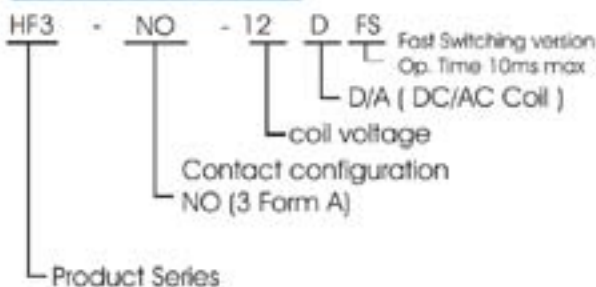 HF3 - NO - 12 D FS
Fast Switching version
Op. Time 10ms max
D/A ( DC/AC Coil )
coil voltage
Contact configuration
NO (3 Form A)
Product Series